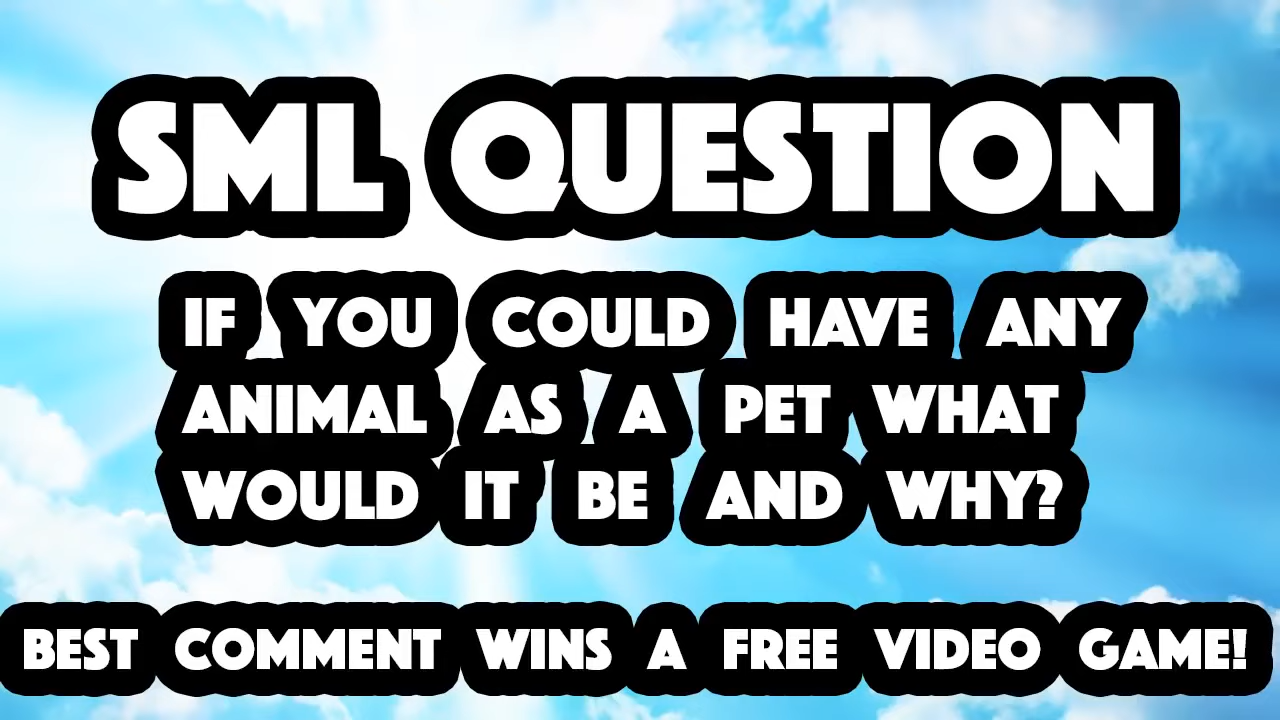 SML QUESTION
IF YOU COULD HAVE ANY
ANIMAL AS A PET WHAT
WOULD IT BE AND WHY?
BEST COMMENT WINS A FREE VIDEO GAME!